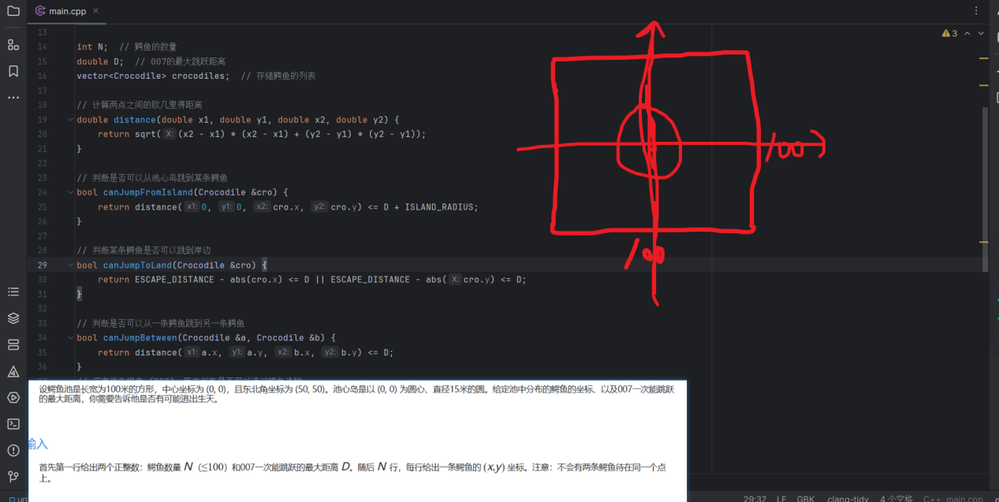 main.cpp
3
13
14 int N;  // 鳄鱼的数量
15 double D;  // 007的最大跳跃距离
16 vector<Crocodile> crocodiles;  // 存储鳄鱼的列表
17
18 // 计算两点之间的欧几里得距离
19 double distance(double x1, double y1, double x2, double y2) {
20 return sqrt( X: (x2 - x1) * (x2 - x1) + (y2 - y1) * (y2 - y1));
21 }
22
23 // 判断是否可以从池心岛跳到某条鳄鱼
24 bool canJumpFromIsland(Crocodile &cro) {
25 return distance( x1: 0, y1: 0, x2: cro.x, y2: cro.y) <= D + ISLAND_RADIUS;
26 }
27
28 // 判断某条鳄鱼是否可以跳到岸边
29 bool canJumpToLand(Crocodile &cro) {
30 return ESCAPE_DISTANCE - abs(cro.x) <= D || ESCAPE_DISTANCE - abs( X: cro.y) <= D;
31 }
32
33 // 判断是否可以从一条鳄鱼跳到另一条鳄鱼
34 bool canJumpBetween(Crocodile &a, Crocodile &b) {
35 return distance( x1: a.x, y1: a.y, x2: b.x, y2: b.y) <= D;
36 }
100
100
设鳄鱼池是长宽为100米的方形，中心坐标为 (0, 0)，且东北角坐标为 (50, 50)。池心岛是以 (0, 0) 为圆心、直径15米的圆。给定池中分布的鳄鱼的坐标、以及007一次能跳跃
的最大距离，你需要告诉他是否有可能逃出生天。
输入
首先第一行给出两个正整数：鳄鱼数量 N（≤100）和007一次能跳跃的最大距离 D。随后 N 行，每行给出一条鳄鱼的 (x,y) 坐标。注意：不会有两条鳄鱼待在同一个点
上。
29:37 LF GBK .clang-tidy 4 个空格 C++: main.cpp